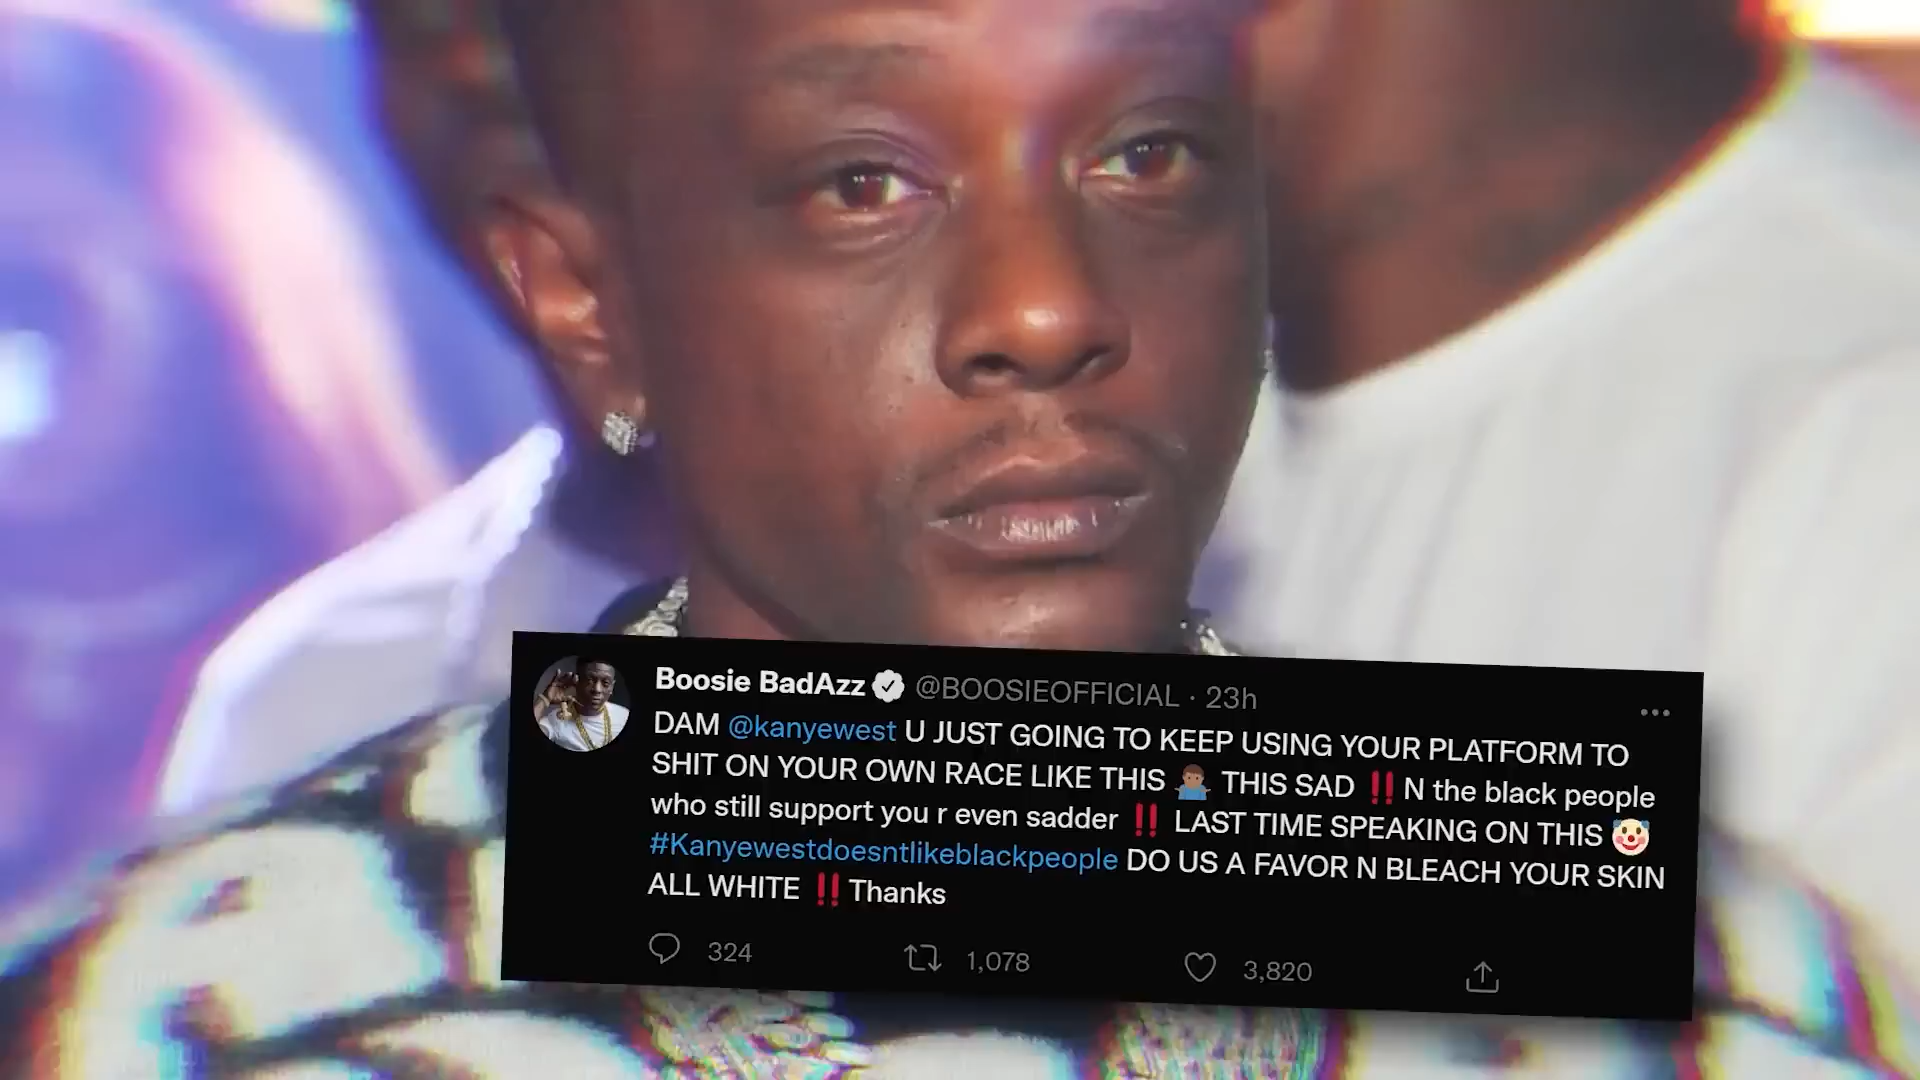 Boosie BadAzz @BOOSIEOFFICIAL · 23h
DAM @kanyewest U JUST GOING TO KEEP USING YOUR PLATFORM TO
SHIT ON YOUR OWN RACE LIKE THIS 🤷🏽‍♂️ THIS SAD ‼️ N the black people
who still support you r even sadder ‼️ LAST TIME SPEAKING ON THIS 🤡
#Kanyewestdoesntlikeblackpeople DO US A FAVOR N BLEACH YOUR SKIN
ALL WHITE ‼️ Thanks
324 1,078 3,820